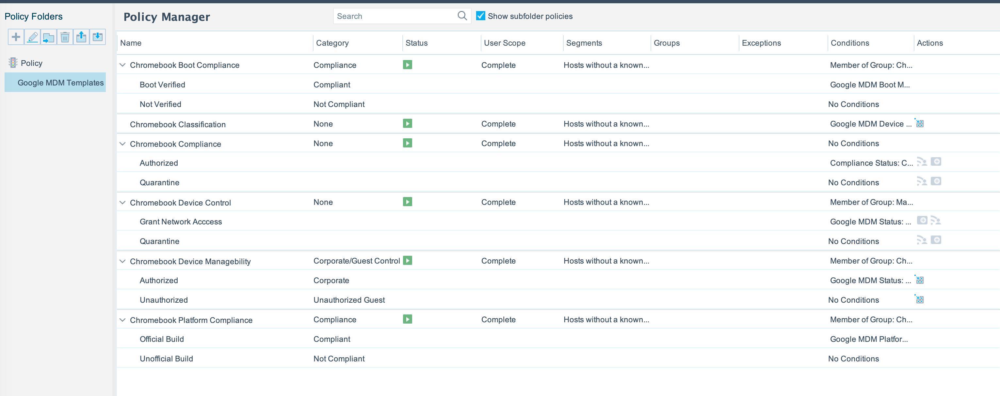 Policy Folders
Policy
Google MDM Templates
Policy Manager
Search
Show subfolder policies
Name Category Status User Scope Segments Groups Exceptions Conditions Actions
Chromebook Boot Compliance Compliance Complete Hosts without a known... Member of Group: Ch...
Boot Verified Compliant Google MDM Boot M...
Not Verified Not Compliant No Conditions
Chromebook Classification None Complete Hosts without a known... Google MDM Device ...
Chromebook Compliance None Complete Hosts without a known... No Conditions
Authorized Compliance Status: C...
Quarantine No Conditions
Chromebook Device Control None Complete Hosts without a known... Member of Group: Ma...
Grant Network Acccess Google MDM Status: ...
Quarantine No Conditions
Chromebook Device Managebility Corporate/Guest Control Complete Hosts without a known... Member of Group: Ch...
Authorized Corporate Google MDM Status: ...
Unauthorized Unauthorized Guest No Conditions
Chromebook Platform Compliance Compliance Complete Hosts without a known... Member of Group: Ch...
Official Build Compliant Google MDM Platfor...
Unofficial Build Not Compliant No Conditions